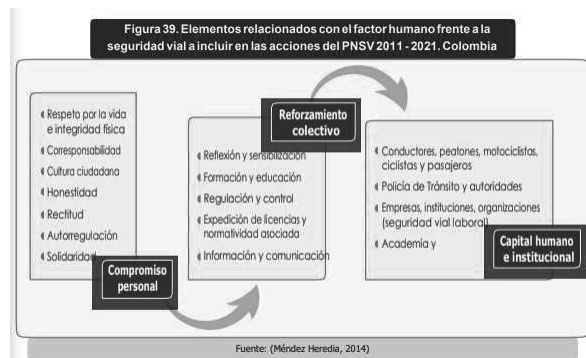 Figura 39. Elementos relacionados con el factor humano frente a la
seguridad vial a incluir en las acciones del PNSV 2011 - 2021. Colombia
Respeto por la vida
e integridad física
Corresponsabilidad
Cultura ciudadana
Honestidad
Rectitud
Autorregulación
Solidaridad
Compromiso
personal
Reforzamiento
colectivo
Reflexión y sensibilización
Formación y educación
Regulación y control
Expedición de licencias y
normatividad asociada
Información y comunicación
Conductores, peatones, motociclistas,
ciclistas y pasajeros
Policía de Tránsito y autoridades
Empresas, instituciones, organizaciones
(seguridad vial laboral)
Academia y
Capital humano
e institucional
Fuente: (Méndez Heredia, 2014)